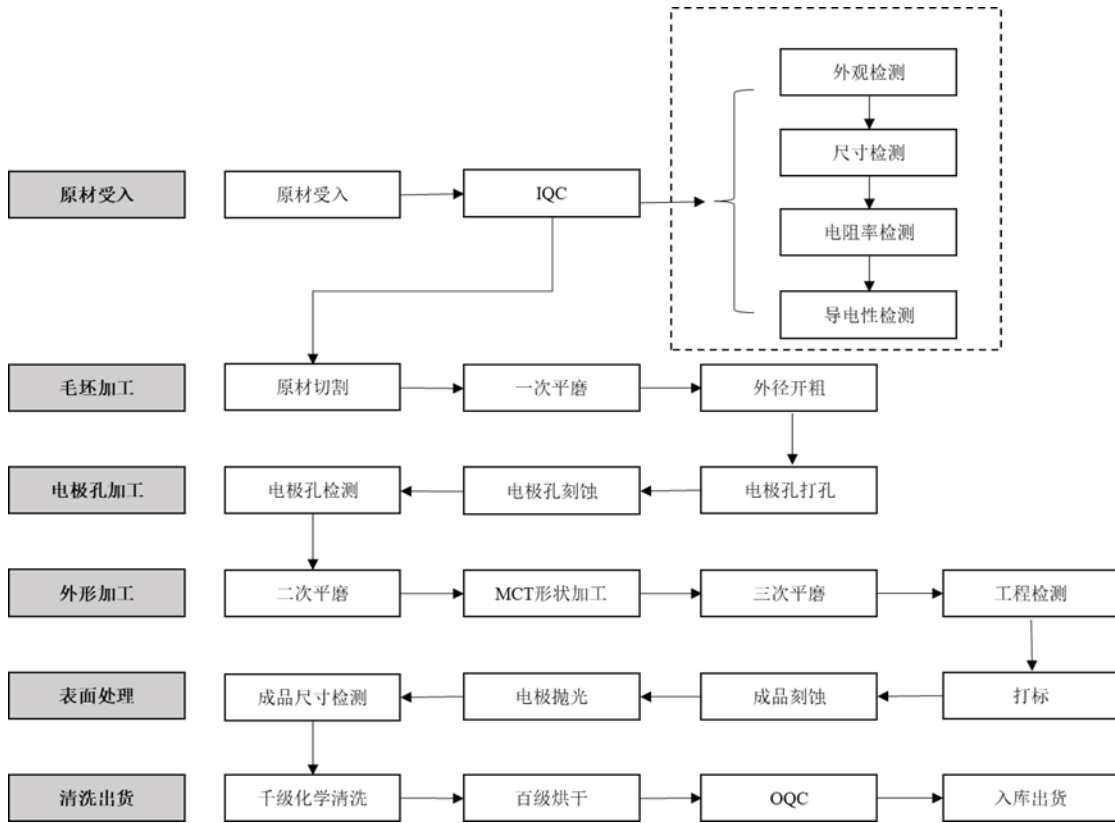 外观检测
尺寸检测
原材受入
原材受入
IQC
电阻率检测
导电性检测
毛坯加工
原材切割
一次平磨
外径开粗
电极孔加工
电极孔检测
电极孔刻蚀
电极孔打孔
外形加工
二次平磨
MCT形状加工
三次平磨
工程检测
表面处理
成品尺寸检测
电极抛光
成品刻蚀
打标
清洗出货
千级化学清洗
百级烘干
OQC
入库出货